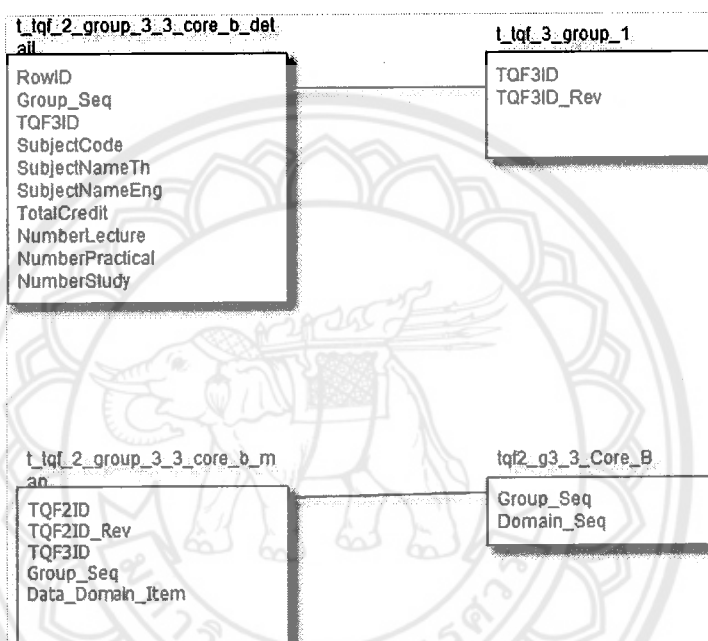 t_tqf_2_group_3_3_core_b_det
ail
RowID
Group_Seq
TQF3ID
SubjectCode
SubjectNameTh
SubjectNameEng
TotalCredit
NumberLecture
NumberPractical
NumberStudy
t_tqf_3_group_1
TQF3ID
TQF3ID_Rev
t_tqf_2_group_3_3_core_b_m
ap
TQF2ID
TQF2ID_Rev
TQF3ID
Group_Seq
Data_Domain_Item
tqf2_g3_3_Core_B
Group_Seq
Domain_Seq